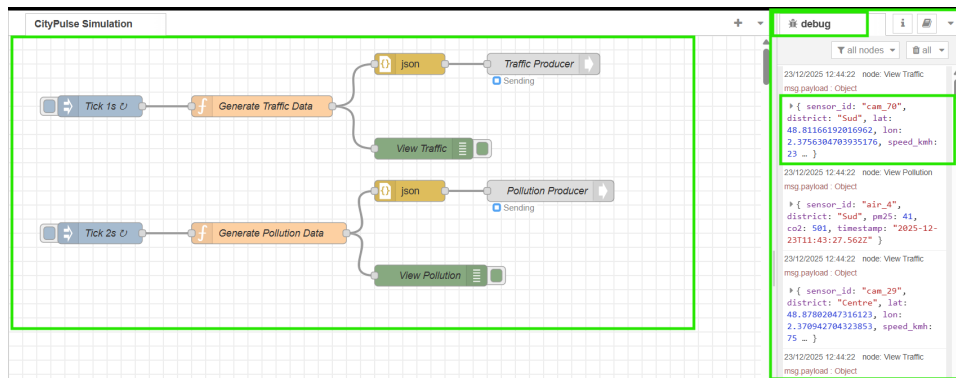 CityPulse Simulation
debug
i
all nodes
all
json
Traffic Producer
Sending
Tick 1s ↻
f
Generate Traffic Data
View Traffic
json
Pollution Producer
Sending
Tick 2s ↻
f
Generate Pollution Data
View Pollution
23/12/2025 12:44:22 node: View Traffic
msg.payload : Object
{ sensor_id: "cam_70",
district: "Sud", lat:
48.81166192016962, lon:
2.3756304703935176, speed_kmh:
23 … }
23/12/2025 12:44:22 node: View Pollution
msg.payload : Object
{ sensor_id: "air_4",
district: "Sud", pm25: 41,
co2: 501, timestamp: "2025-12-
23T11:43:27.562Z" }
23/12/2025 12:44:22 node: View Traffic
msg.payload : Object
{ sensor_id: "cam_29",
district: "Centre", lat:
48.87802047316123, lon:
2.370942704323853, speed_kmh:
75 … }
23/12/2025 12:44:22 node: View Traffic
msg.payload : Object